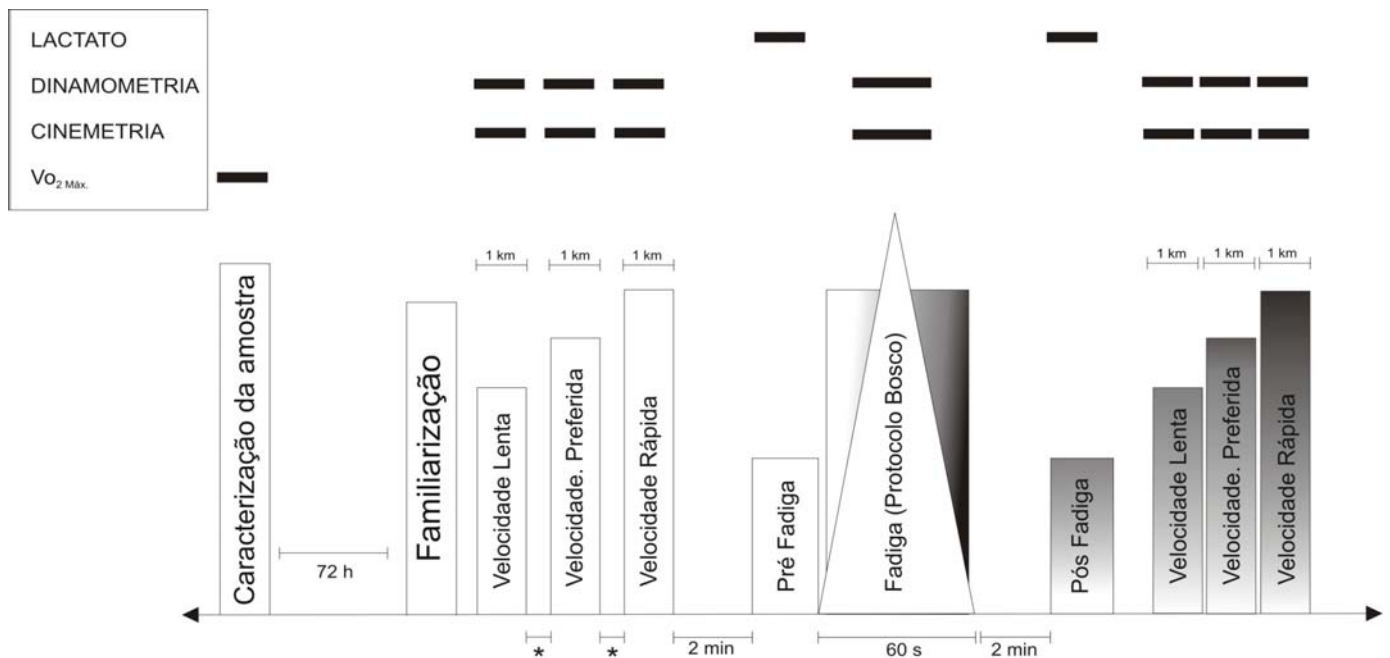 LACTATO
DINAMOMETRIA
CINEMETRIA
Vo2 Máx.
1 km
1 km
1 km
1 km
1 km
1 km
Caracterização da amostra
72 h
Familiarização
Velocidade Lenta
Velocidade. Preferida
Velocidade Rápida
Pré Fadiga
Fadiga (Protocolo Bosco)
Pós Fadiga
Velocidade Lenta
Velocidade. Preferida
Velocidade Rápida
*
*
2 min
60 s
2 min